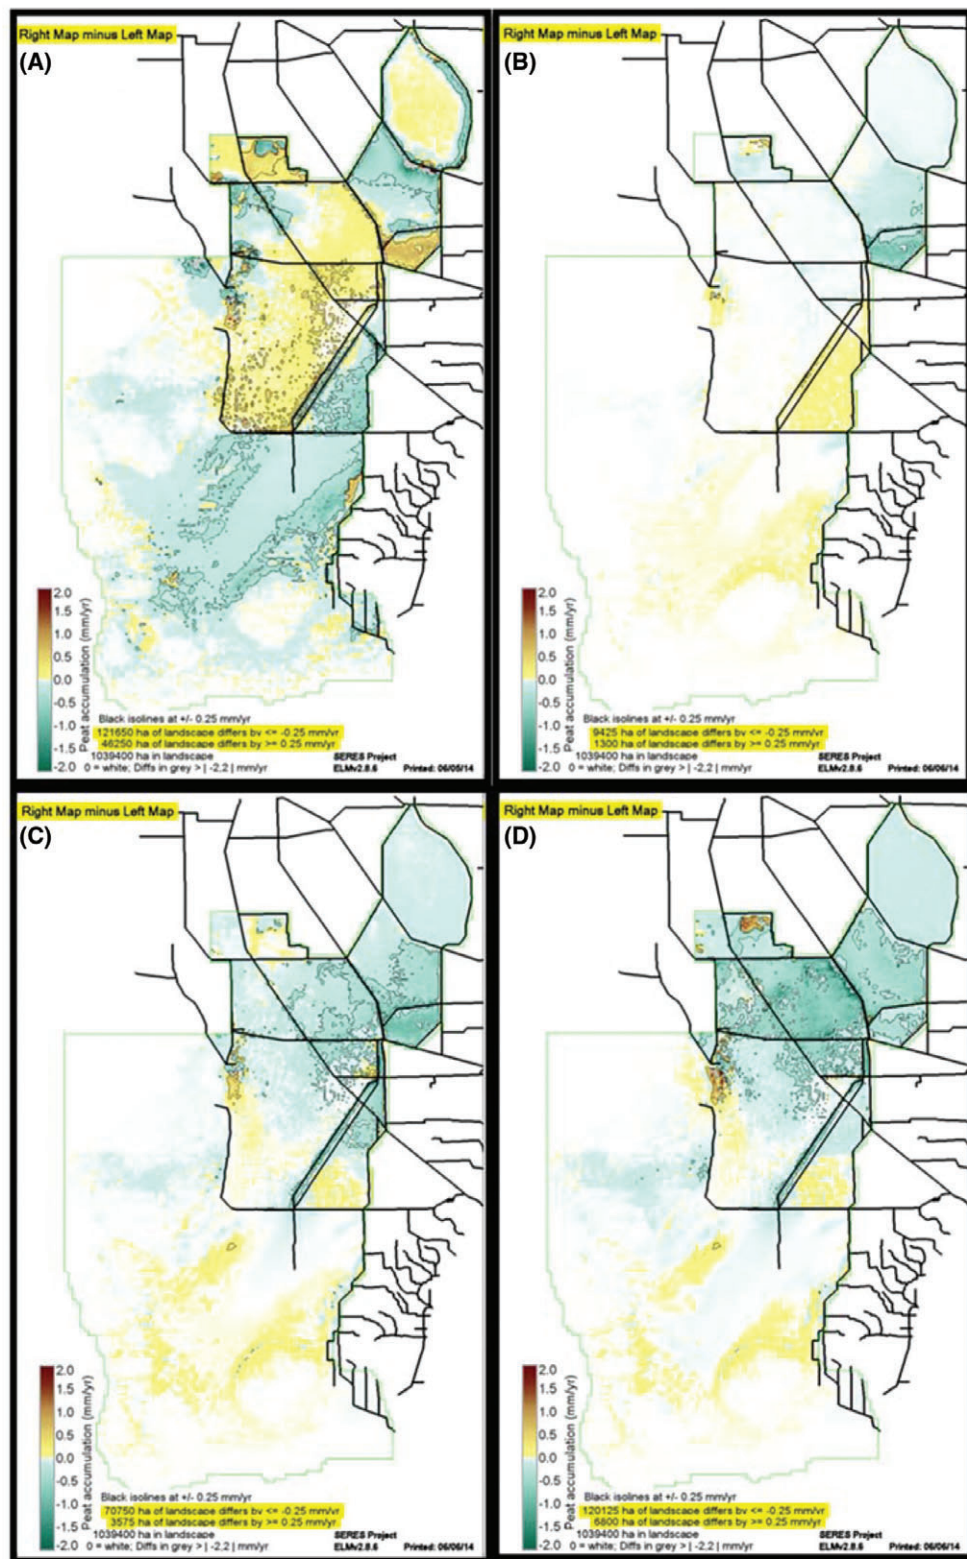 Right Map minus Left Map
(A)
2.0
1.5
1.0
0.5
0.0
-0.5
-1.0
-1.5
-2.0
Peat accumulation (mm/yr)
Black isolines at +/- 0.25 mm/yr
121650 ha of landscape differs by <= -0.25 mm/yr
46250 ha of landscape differs by >= 0.25 mm/yr
1039400 ha in landscape
0 = white; Diffs in grey > | -2.2 | mm/yr
SERES Project
ELMv2.8.6
Printed: 06/05/14
Right Map minus Left Map
(B)
2.0
1.5
1.0
0.5
0.0
-0.5
-1.0
-1.5
-2.0
Peat accumulation (mm/yr)
Black isolines at +/- 0.25 mm/yr
9425 ha of landscape differs by <= -0.25 mm/yr
1300 ha of landscape differs by >= 0.25 mm/yr
1039400 ha in landscape
0 = white; Diffs in grey > | -2.2 | mm/yr
SERES Project
ELMv2.8.6
Printed: 06/06/14
Right Map minus Left Map
(C)
2.0
1.5
1.0
0.5
0.0
-0.5
-1.0
-1.5
-2.0
Peat accumulation (mm/yr)
Black isolines at +/- 0.25 mm/yr
70750 ha of landscape differs by <= -0.25 mm/yr
3575 ha of landscape differs by >= 0.25 mm/yr
1039400 ha in landscape
0 = white; Diffs in grey > | -2.2 | mm/yr
SERES Project
ELMv2.8.6
Printed: 06/06/14
Right Map minus Left Map
(D)
2.0
1.5
1.0
0.5
0.0
-0.5
-1.0
-1.5
-2.0
Peat accumulation (mm/yr)
Black isolines at +/- 0.25 mm/yr
120125 ha of landscape differs by <= -0.25 mm/yr
6800 ha of landscape differs by >= 0.25 mm/yr
1039400 ha in landscape
0 = white; Diffs in grey > | -2.2 | mm/yr
SERES Project
ELMv2.8.6
Printed: 06/06/14